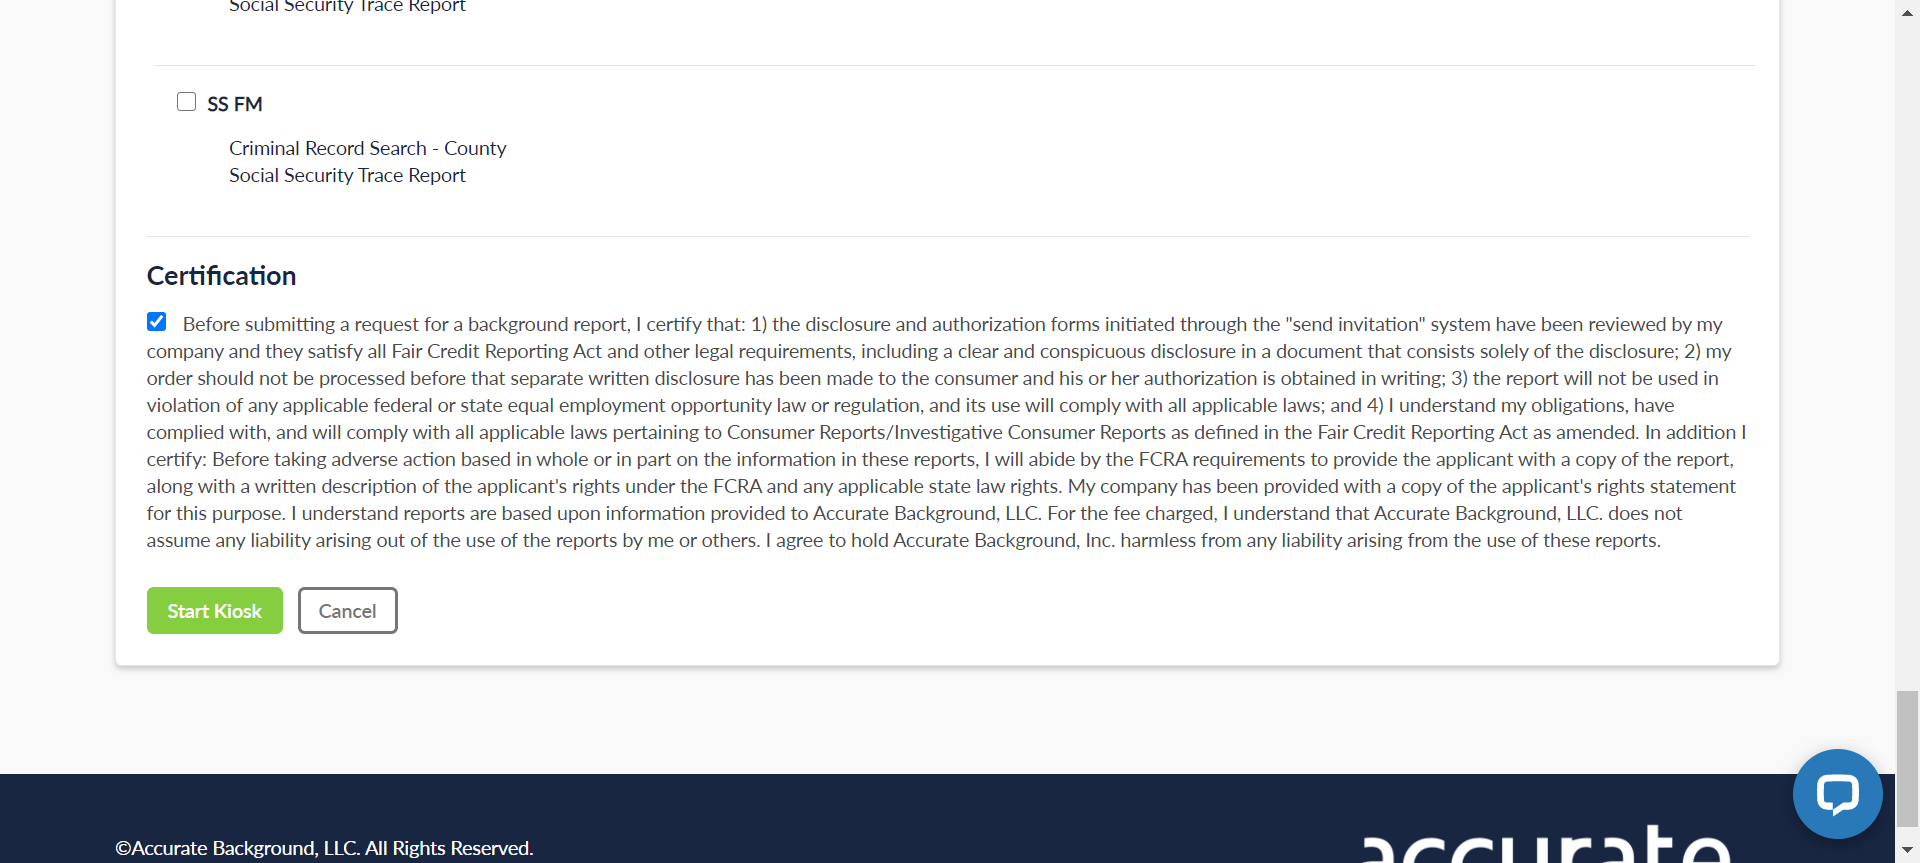 Social Security Trace Report
SS FM
Criminal Record Search - County
Social Security Trace Report
Certification
Before submitting a request for a background report, I certify that: 1) the disclosure and authorization forms initiated through the "send invitation" system have been reviewed by my
company and they satisfy all Fair Credit Reporting Act and other legal requirements, including a clear and conspicuous disclosure in a document that consists solely of the disclosure; 2) my
order should not be processed before that separate written disclosure has been made to the consumer and his or her authorization is obtained in writing; 3) the report will not be used in
violation of any applicable federal or state equal employment opportunity law or regulation, and its use will comply with all applicable laws; and 4) I understand my obligations, have
complied with, and will comply with all applicable laws pertaining to Consumer Reports/Investigative Consumer Reports as defined in the Fair Credit Reporting Act as amended. In addition I
certify: Before taking adverse action based in whole or in part on the information in these reports, I will abide by the FCRA requirements to provide the applicant with a copy of the report,
along with a written description of the applicant's rights under the FCRA and any applicable state law rights. My company has been provided with a copy of the applicant's rights statement
for this purpose. I understand reports are based upon information provided to Accurate Background, LLC. For the fee charged, I understand that Accurate Background, LLC. does not
assume any liability arising out of the use of the reports by me or others. I agree to hold Accurate Background, Inc. harmless from any liability arising from the use of these reports.
Start Kiosk
Cancel
©Accurate Background, LLC. All Rights Reserved.
accurate